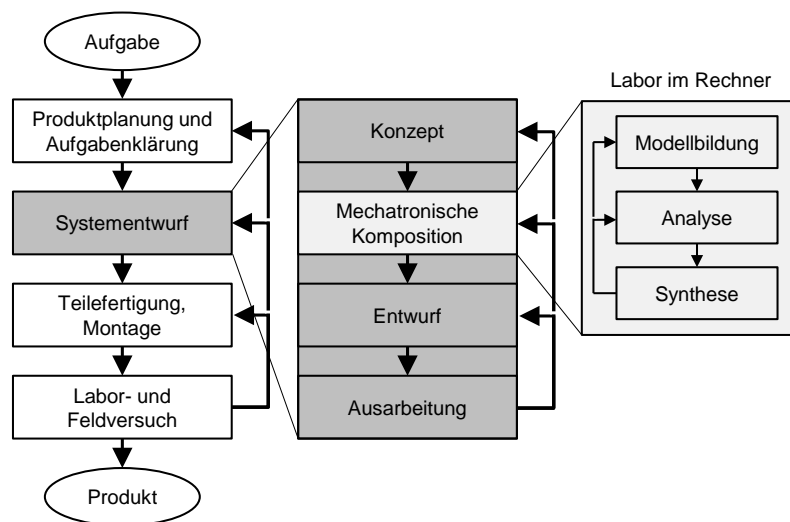 Aufgabe
Produktplanung und
Aufgabenklärung
Systementwurf
Teilefertigung,
Montage
Labor- und
Feldversuch
Produkt
Konzept
Mechatronische
Komposition
Entwurf
Ausarbeitung
Labor im Rechner
Modellbildung
Analyse
Synthese